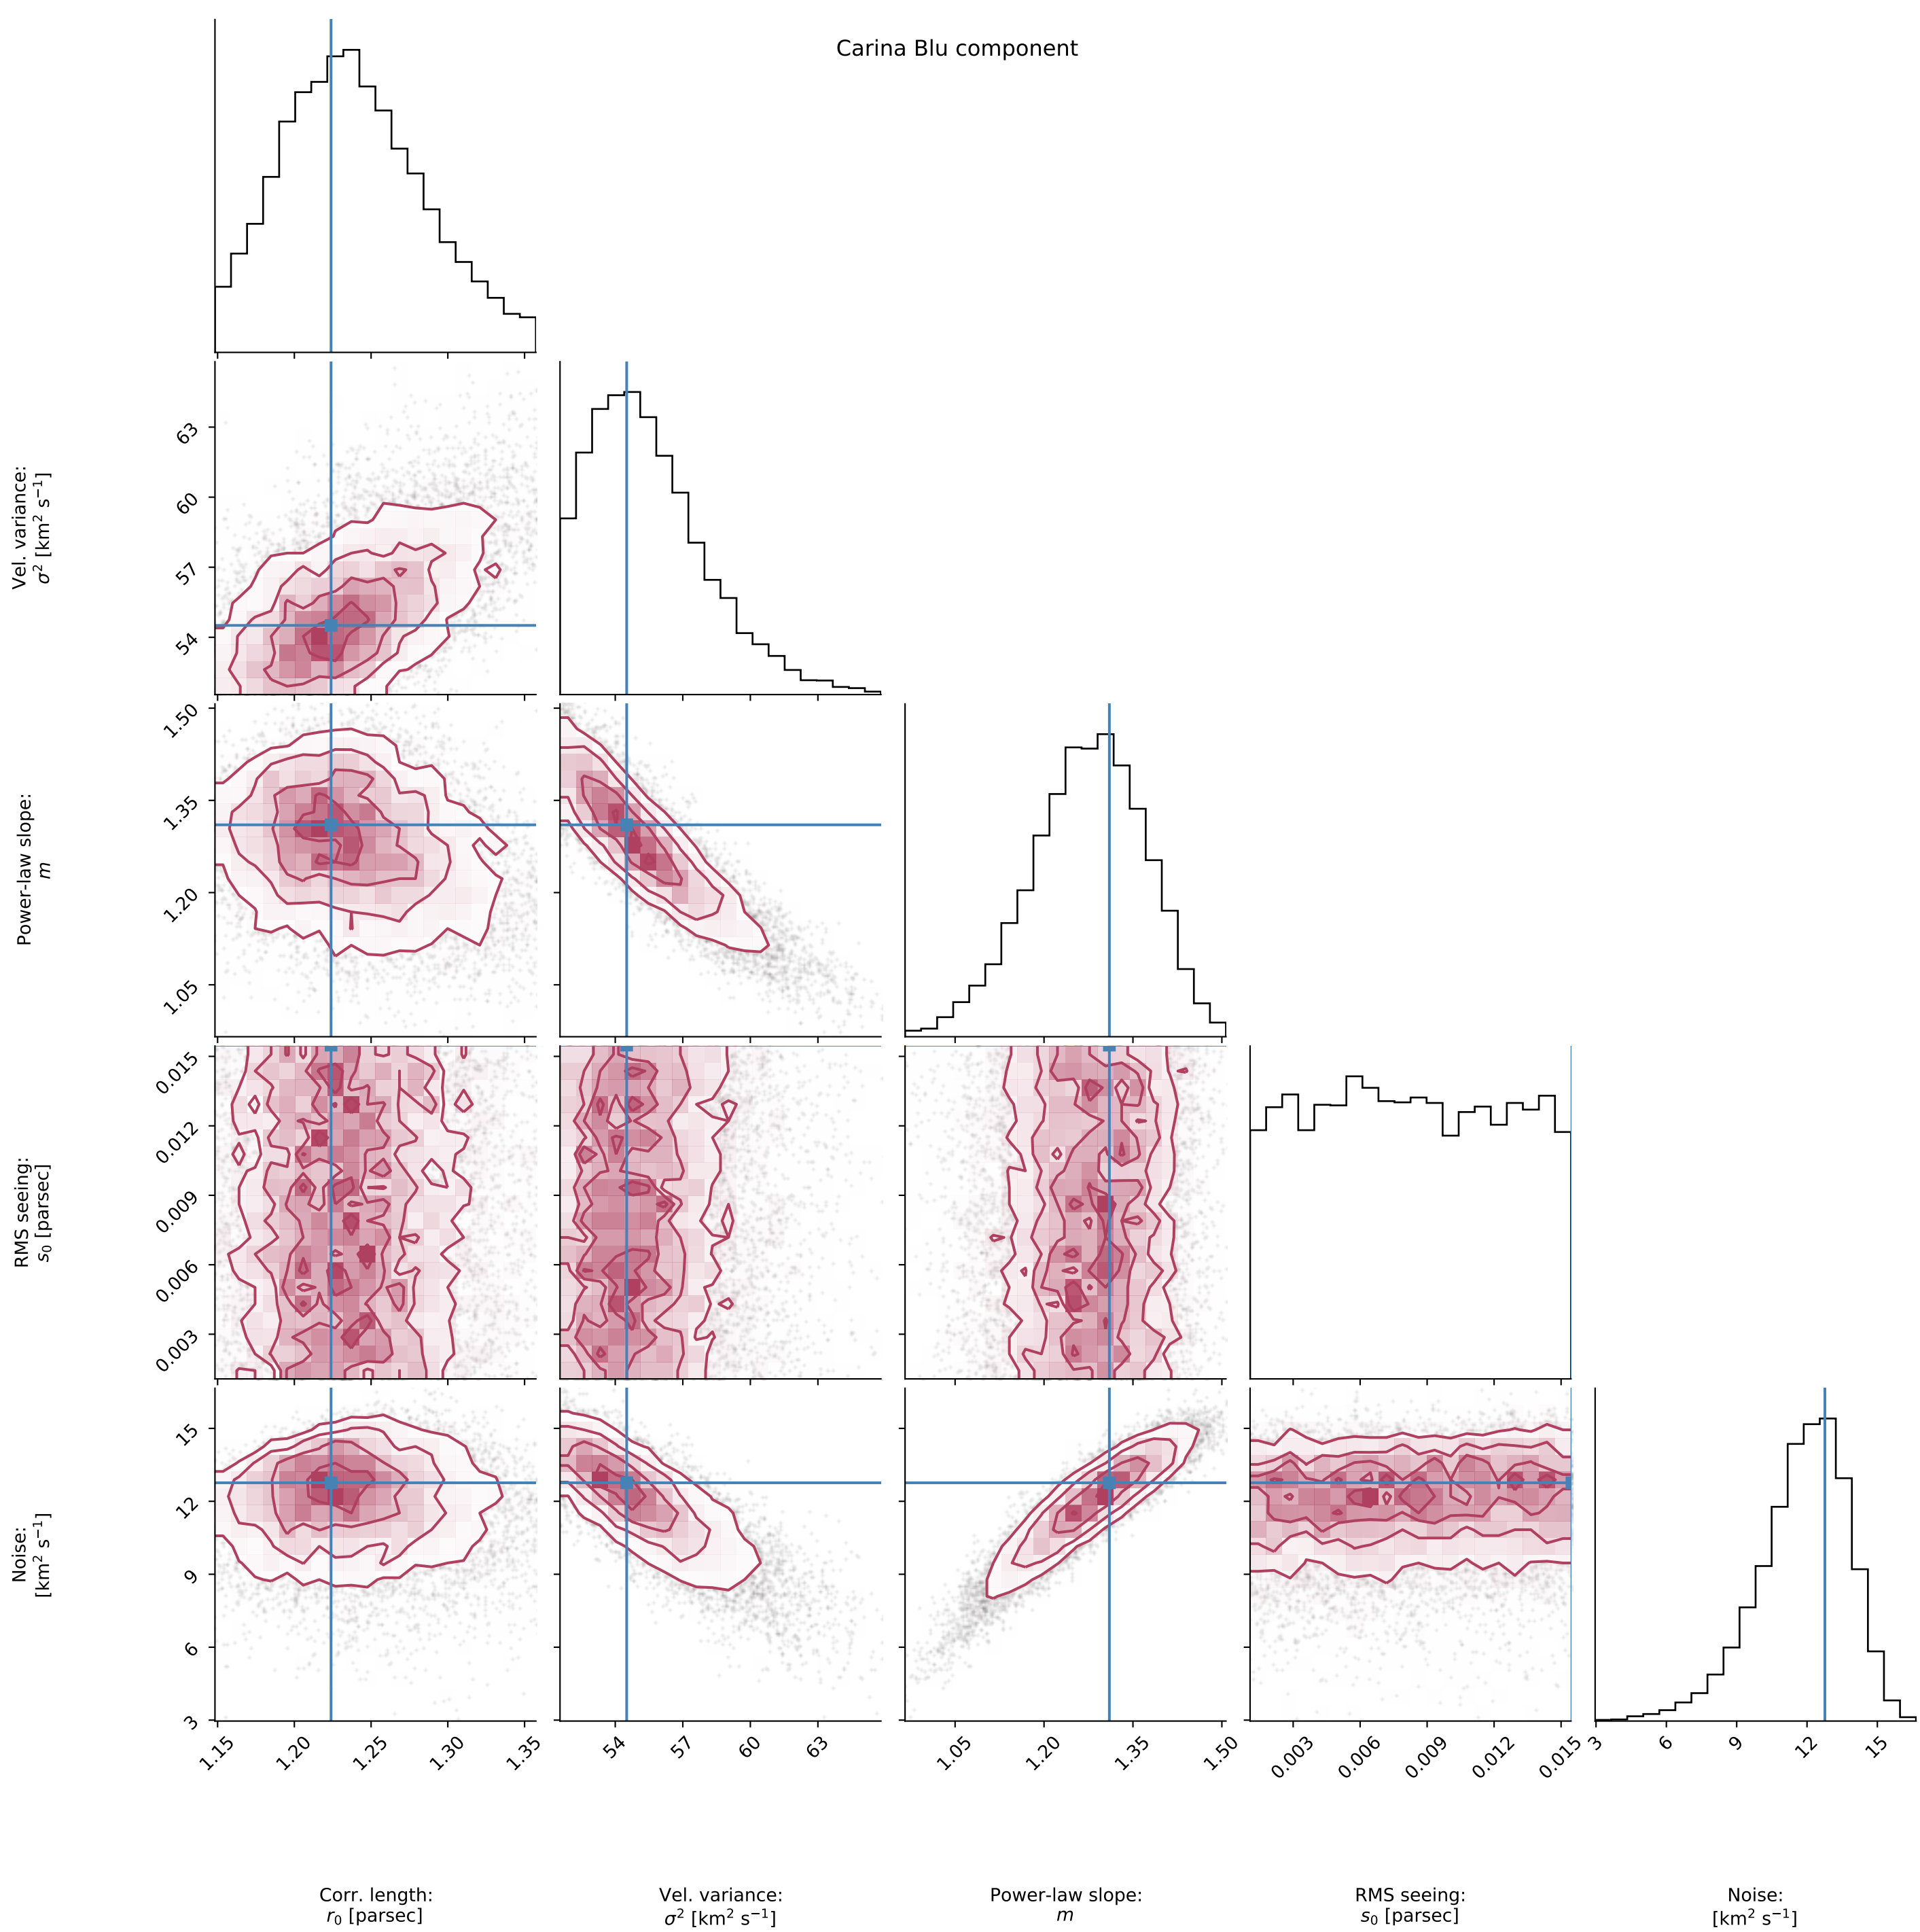 Carina Blu component
Vel. variance:
σ² [km² s⁻¹]
63
60
57
54
Power-law slope:
m
1.50
1.35
1.20
1.05
RMS seeing:
s₀ [parsec]
0.015
0.012
0.009
0.006
0.003
Noise:
[km² s⁻¹]
15
12
9
6
3
1.15 1.20 1.25 1.30 1.35 54 57 60 63 1.05 1.20 1.35 1.50 0.003 0.006 0.009 0.012 0.015 3 6 9 12 15
Corr. length: Vel. variance: Power-law slope: RMS seeing: Noise:
r₀ [parsec] σ² [km² s⁻¹] m s₀ [parsec] [km² s⁻¹]